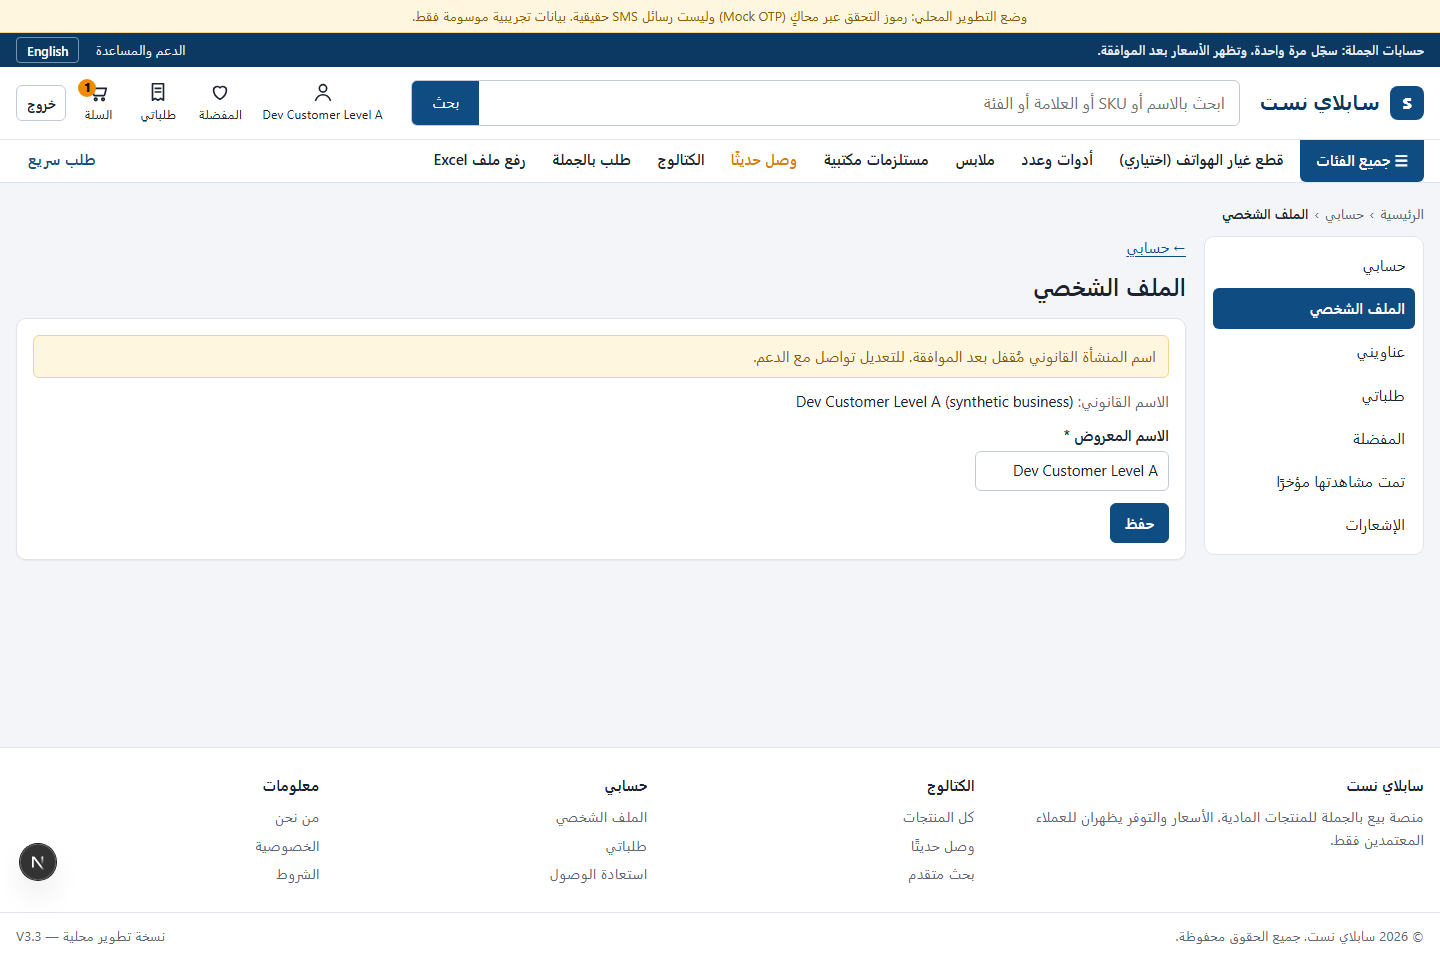 وضع التطوير المحلي: رموز التحقق عبر محاكٍ (Mock OTP) وليست رسائل SMS حقيقية. بيانات تجريبية موسومة فقط.
حسابات الجملة: سجّل مرة واحدة، وتظهر الأسعار بعد الموافقة.
الدعم والمساعدة
English
S
سابلاي نست
ابحث بالاسم أو SKU أو العلامة أو الفئة
بحث
Dev Customer Level A
المفضلة
طلباتي
1
السلة
خروج
☰ جميع الفئات
قطع غيار الهواتف (اختياري)
أدوات وعدد
ملابس
مستلزمات مكتبية
وصل حديثًا
الكتالوج
طلب بالجملة
رفع ملف Excel
طلب سريع
الرئيسية › حسابي › الملف الشخصي
حسابي
الملف الشخصي
عناويني
طلباتي
المفضلة
تمت مشاهدتها مؤخرًا
الإشعارات
← حسابي
الملف الشخصي
اسم المنشأة القانوني مُقفل بعد الموافقة. للتعديل تواصل مع الدعم.
الاسم القانوني: Dev Customer Level A (synthetic business)
الاسم المعروض *
Dev Customer Level A
حفظ
سابلاي نست
منصة بيع بالجملة للمنتجات المادية. الأسعار والتوفر يظهران للعملاء
المعتمدين فقط.
الكتالوج
كل المنتجات
وصل حديثًا
بحث متقدم
حسابي
الملف الشخصي
طلباتي
استعادة الوصول
معلومات
من نحن
الخصوصية
الشروط
N
© 2026 سابلاي نست. جميع الحقوق محفوظة.
نسخة تطوير محلية — V3.3